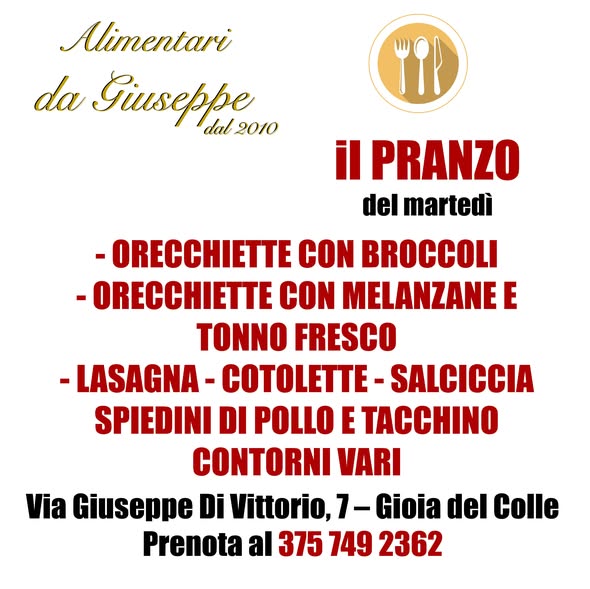 Alimentari
da Giuseppe
dal 2010
il PRANZO
del martedì
- ORECCHIETTE CON BROCCOLI
- ORECCHIETTE CON MELANZANE E
TONNO FRESCO
- LASAGNA - COTOLETTE - SALCICCIA
SPIEDINI DI POLLO E TACCHINO
CONTORNI VARI
Via Giuseppe Di Vittorio, 7 – Gioia del Colle
Prenota al 375 749 2362